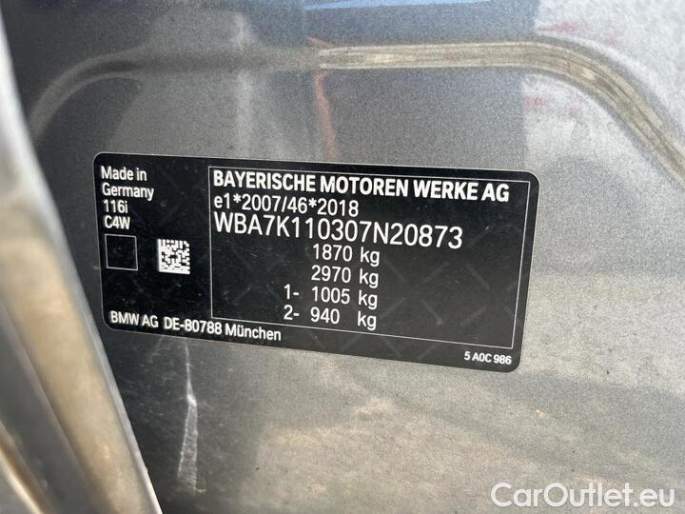 Made in
Germany
116i
C4W
BAYERISCHE MOTOREN WERKE AG
e1*2007/46*2018
WBA7K110307N20873
1870 kg
2970 kg
1- 1005 kg
2- 940 kg
BMW AG DE-80788 München
5 A0C 986
CarOutlet.eu